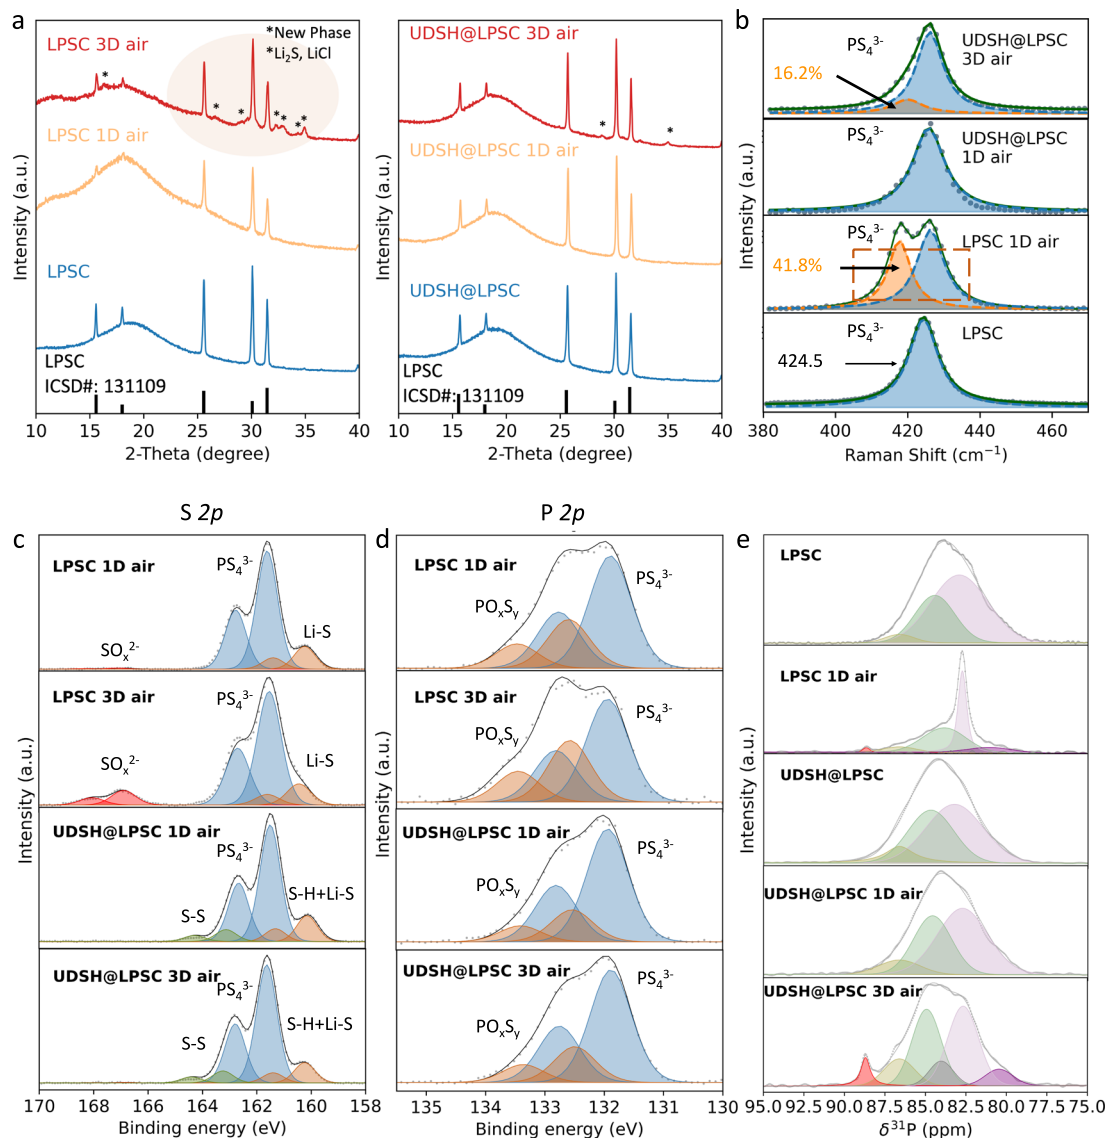 a
LPSC 3D air
*New Phase
*Li₂S, LiCl
* * * * * * *
LPSC 1D air
LPSC
LPSC
ICSD#: 131109
Intensity (a.u.)
10 15 20 25 30 35 40
2-Theta (degree)
UDSH@LPSC 3D air
* *
UDSH@LPSC 1D air
UDSH@LPSC
LPSC
ICSD#: 131109
Intensity (a.u.)
10 15 20 25 30 35 40
2-Theta (degree)
b
PS₄³⁻
UDSH@LPSC
3D air
16.2%
PS₄³⁻
UDSH@LPSC
1D air
PS₄³⁻
LPSC 1D air
41.8%
PS₄³⁻
LPSC
424.5
Intensity (a.u.)
380 400 420 440 460
Raman Shift (cm⁻¹)
S 2p
c
LPSC 1D air
PS₄³⁻
Li-S
SOₓ²⁻
LPSC 3D air
PS₄³⁻
Li-S
SOₓ²⁻
UDSH@LPSC 1D air
PS₄³⁻
S-H+Li-S
S-S
UDSH@LPSC 3D air
PS₄³⁻
S-H+Li-S
S-S
Intensity (a.u.)
170 168 166 164 162 160 158
Binding energy (eV)
P 2p
d
LPSC 1D air
PS₄³⁻
POₓSᵧ
LPSC 3D air
PS₄³⁻
POₓSᵧ
UDSH@LPSC 1D air
PS₄³⁻
POₓSᵧ
UDSH@LPSC 3D air
PS₄³⁻
POₓSᵧ
Intensity (a.u.)
135 134 133 132 131 130
Binding energy (eV)
e
LPSC
LPSC 1D air
UDSH@LPSC
UDSH@LPSC 1D air
UDSH@LPSC 3D air
Intensity (a.u.)
95.0 92.5 90.0 87.5 85.0 82.5 80.0 77.5 75.0
δ³¹P (ppm)